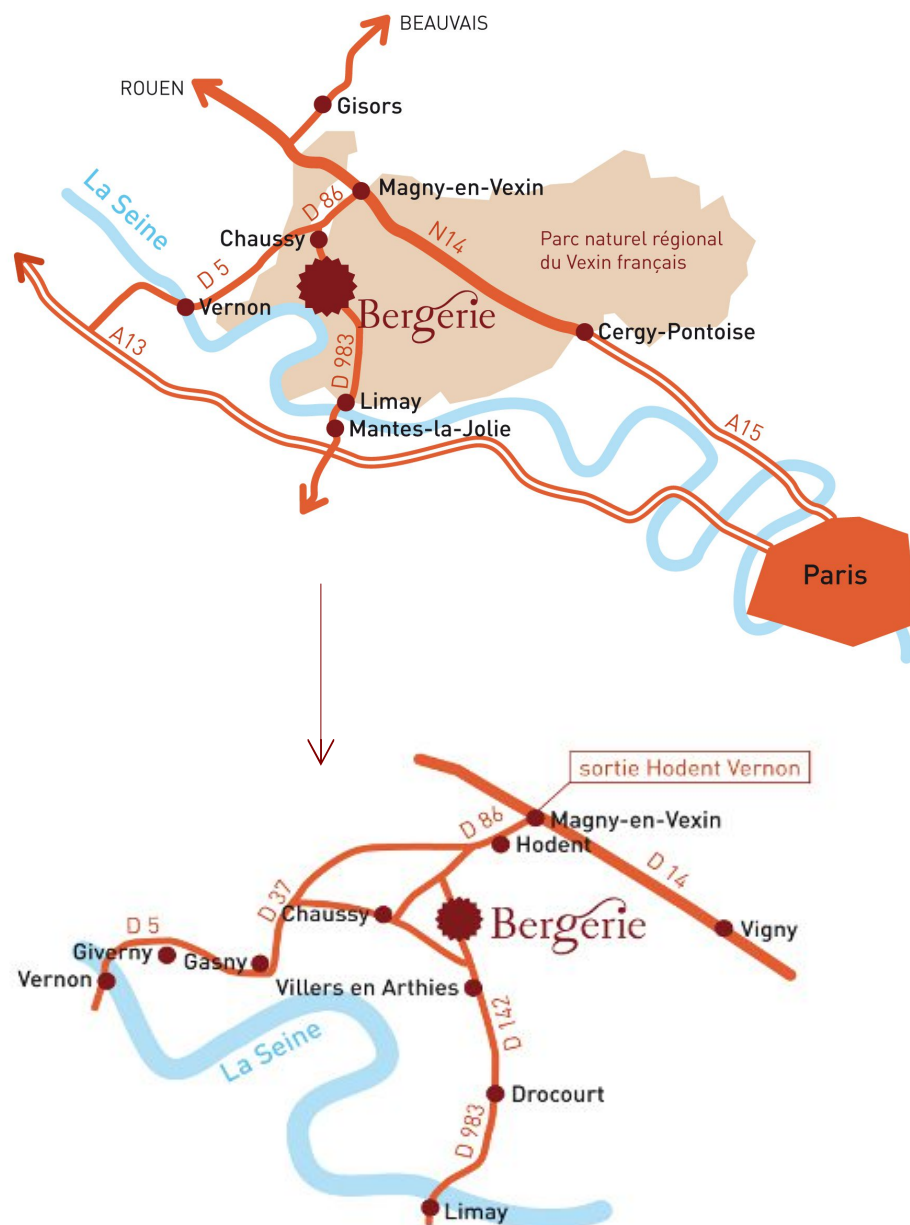 BEAUVAIS
ROUEN
Gisors
La Seine
Magny-en-Vexin
D 86
Chaussy
N14
Parc naturel régional
du Vexin français
D 5
Vernon
Bergerie
A13
Cergy-Pontoise
D 983
Limay
Mantes-la-Jolie
A15
Paris
sortie Hodent Vernon
Magny-en-Vexin
D 86
Hodent
D 14
D 37
Chaussy
Bergerie
D 5
Vigny
Giverny
Gasny
Vernon
Villers en Arthies
D 142
La Seine
Drocourt
D 983
Limay